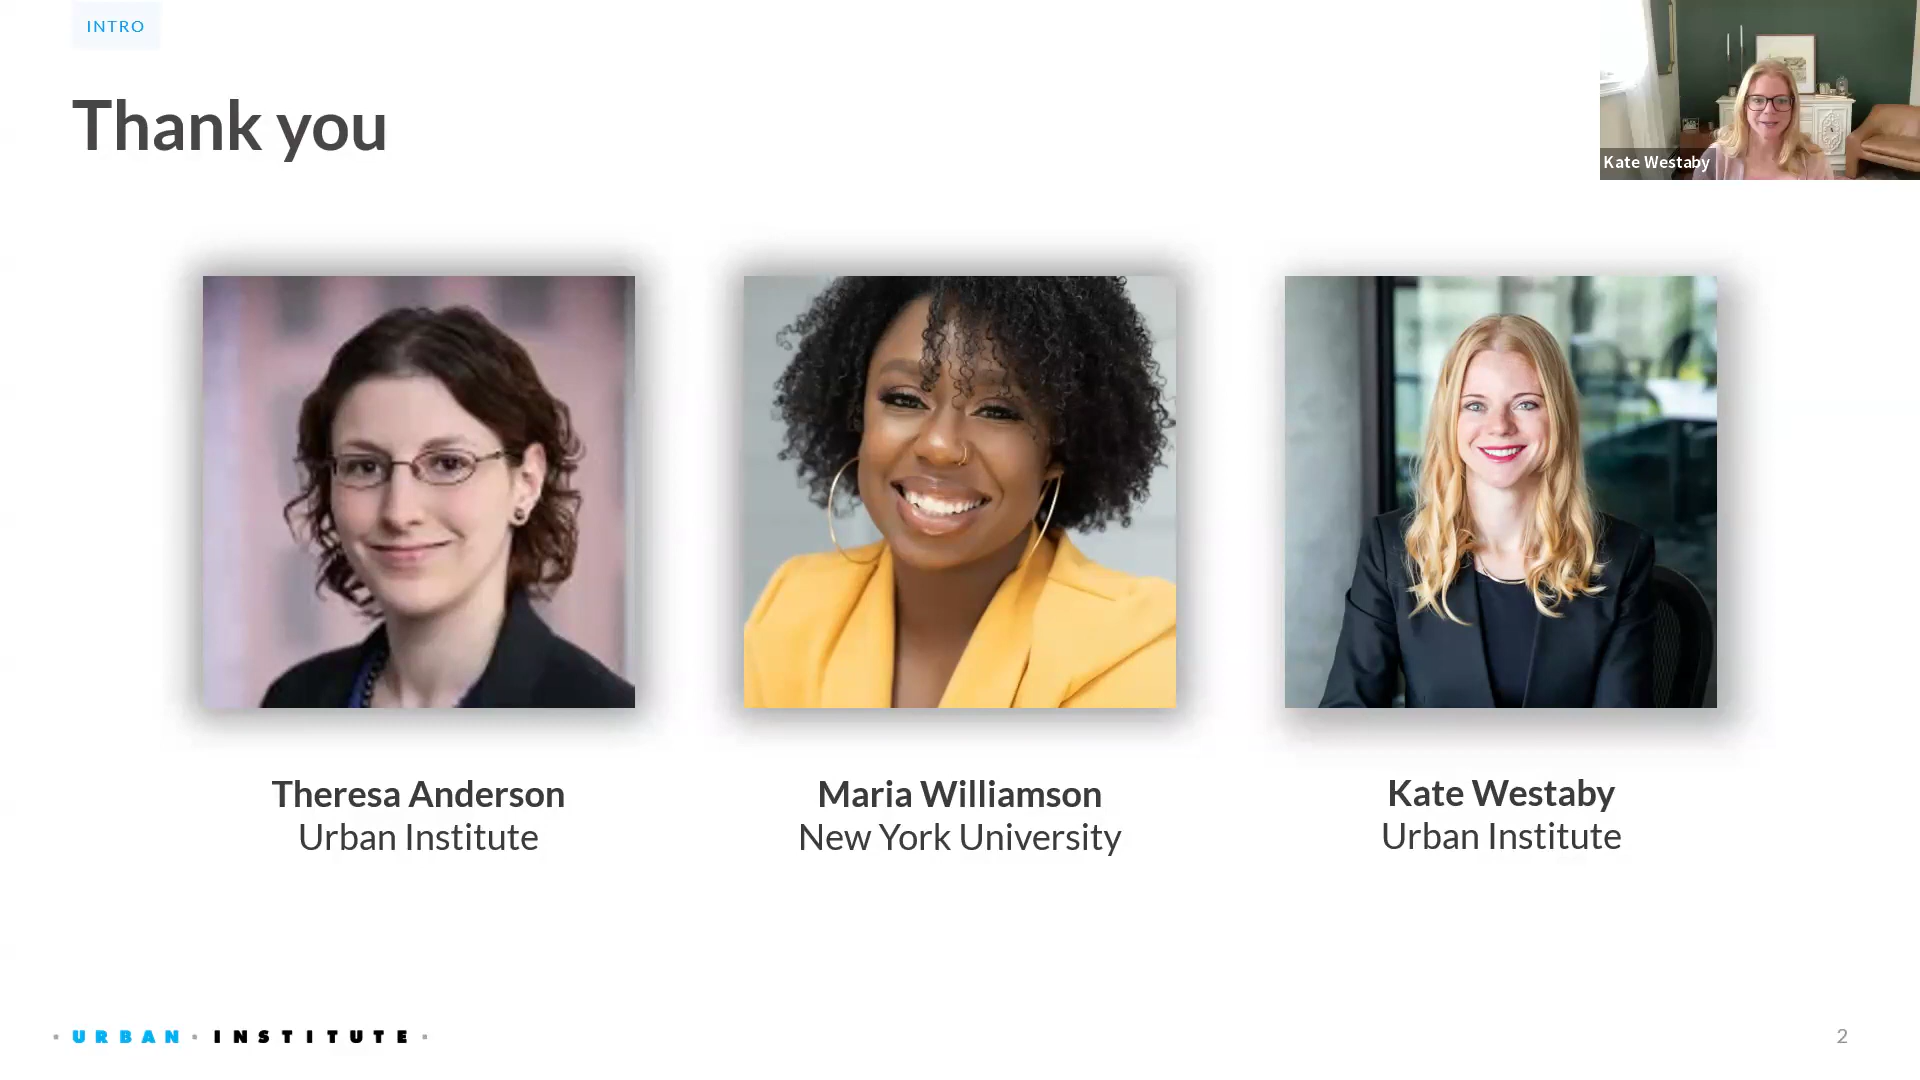 INTRO
Thank you
Kate Westaby
Theresa Anderson
Urban Institute
Maria Williamson
New York University
Kate Westaby
Urban Institute
· URBAN · INSTITUTE ·
2